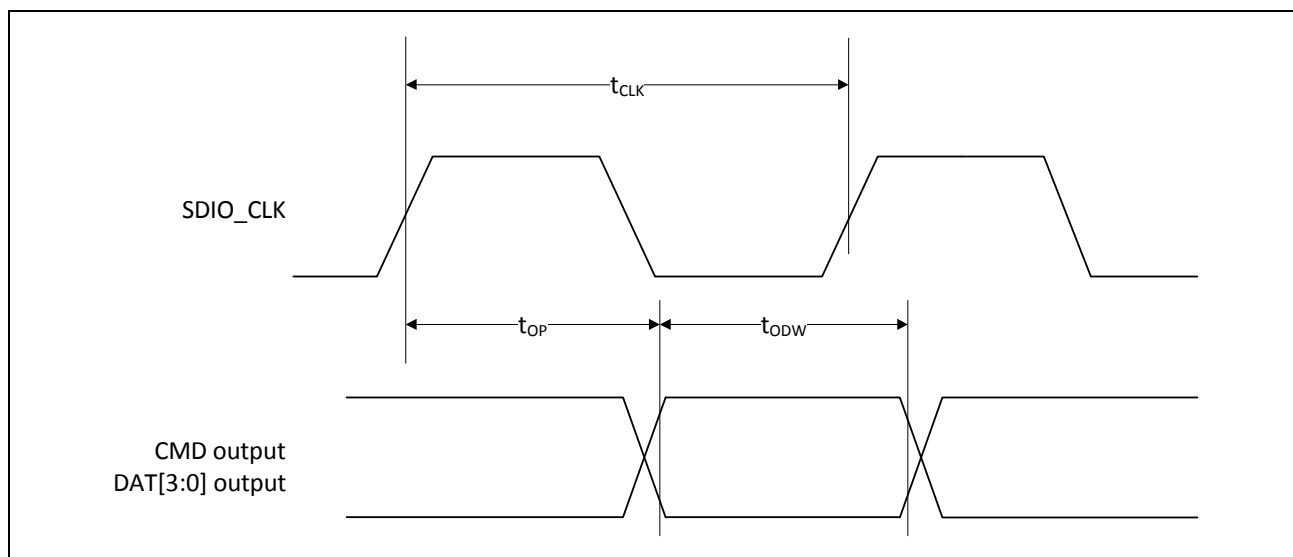 tCLK
SDIO_CLK
tOP
tODW
CMD output
DAT[3:0] output